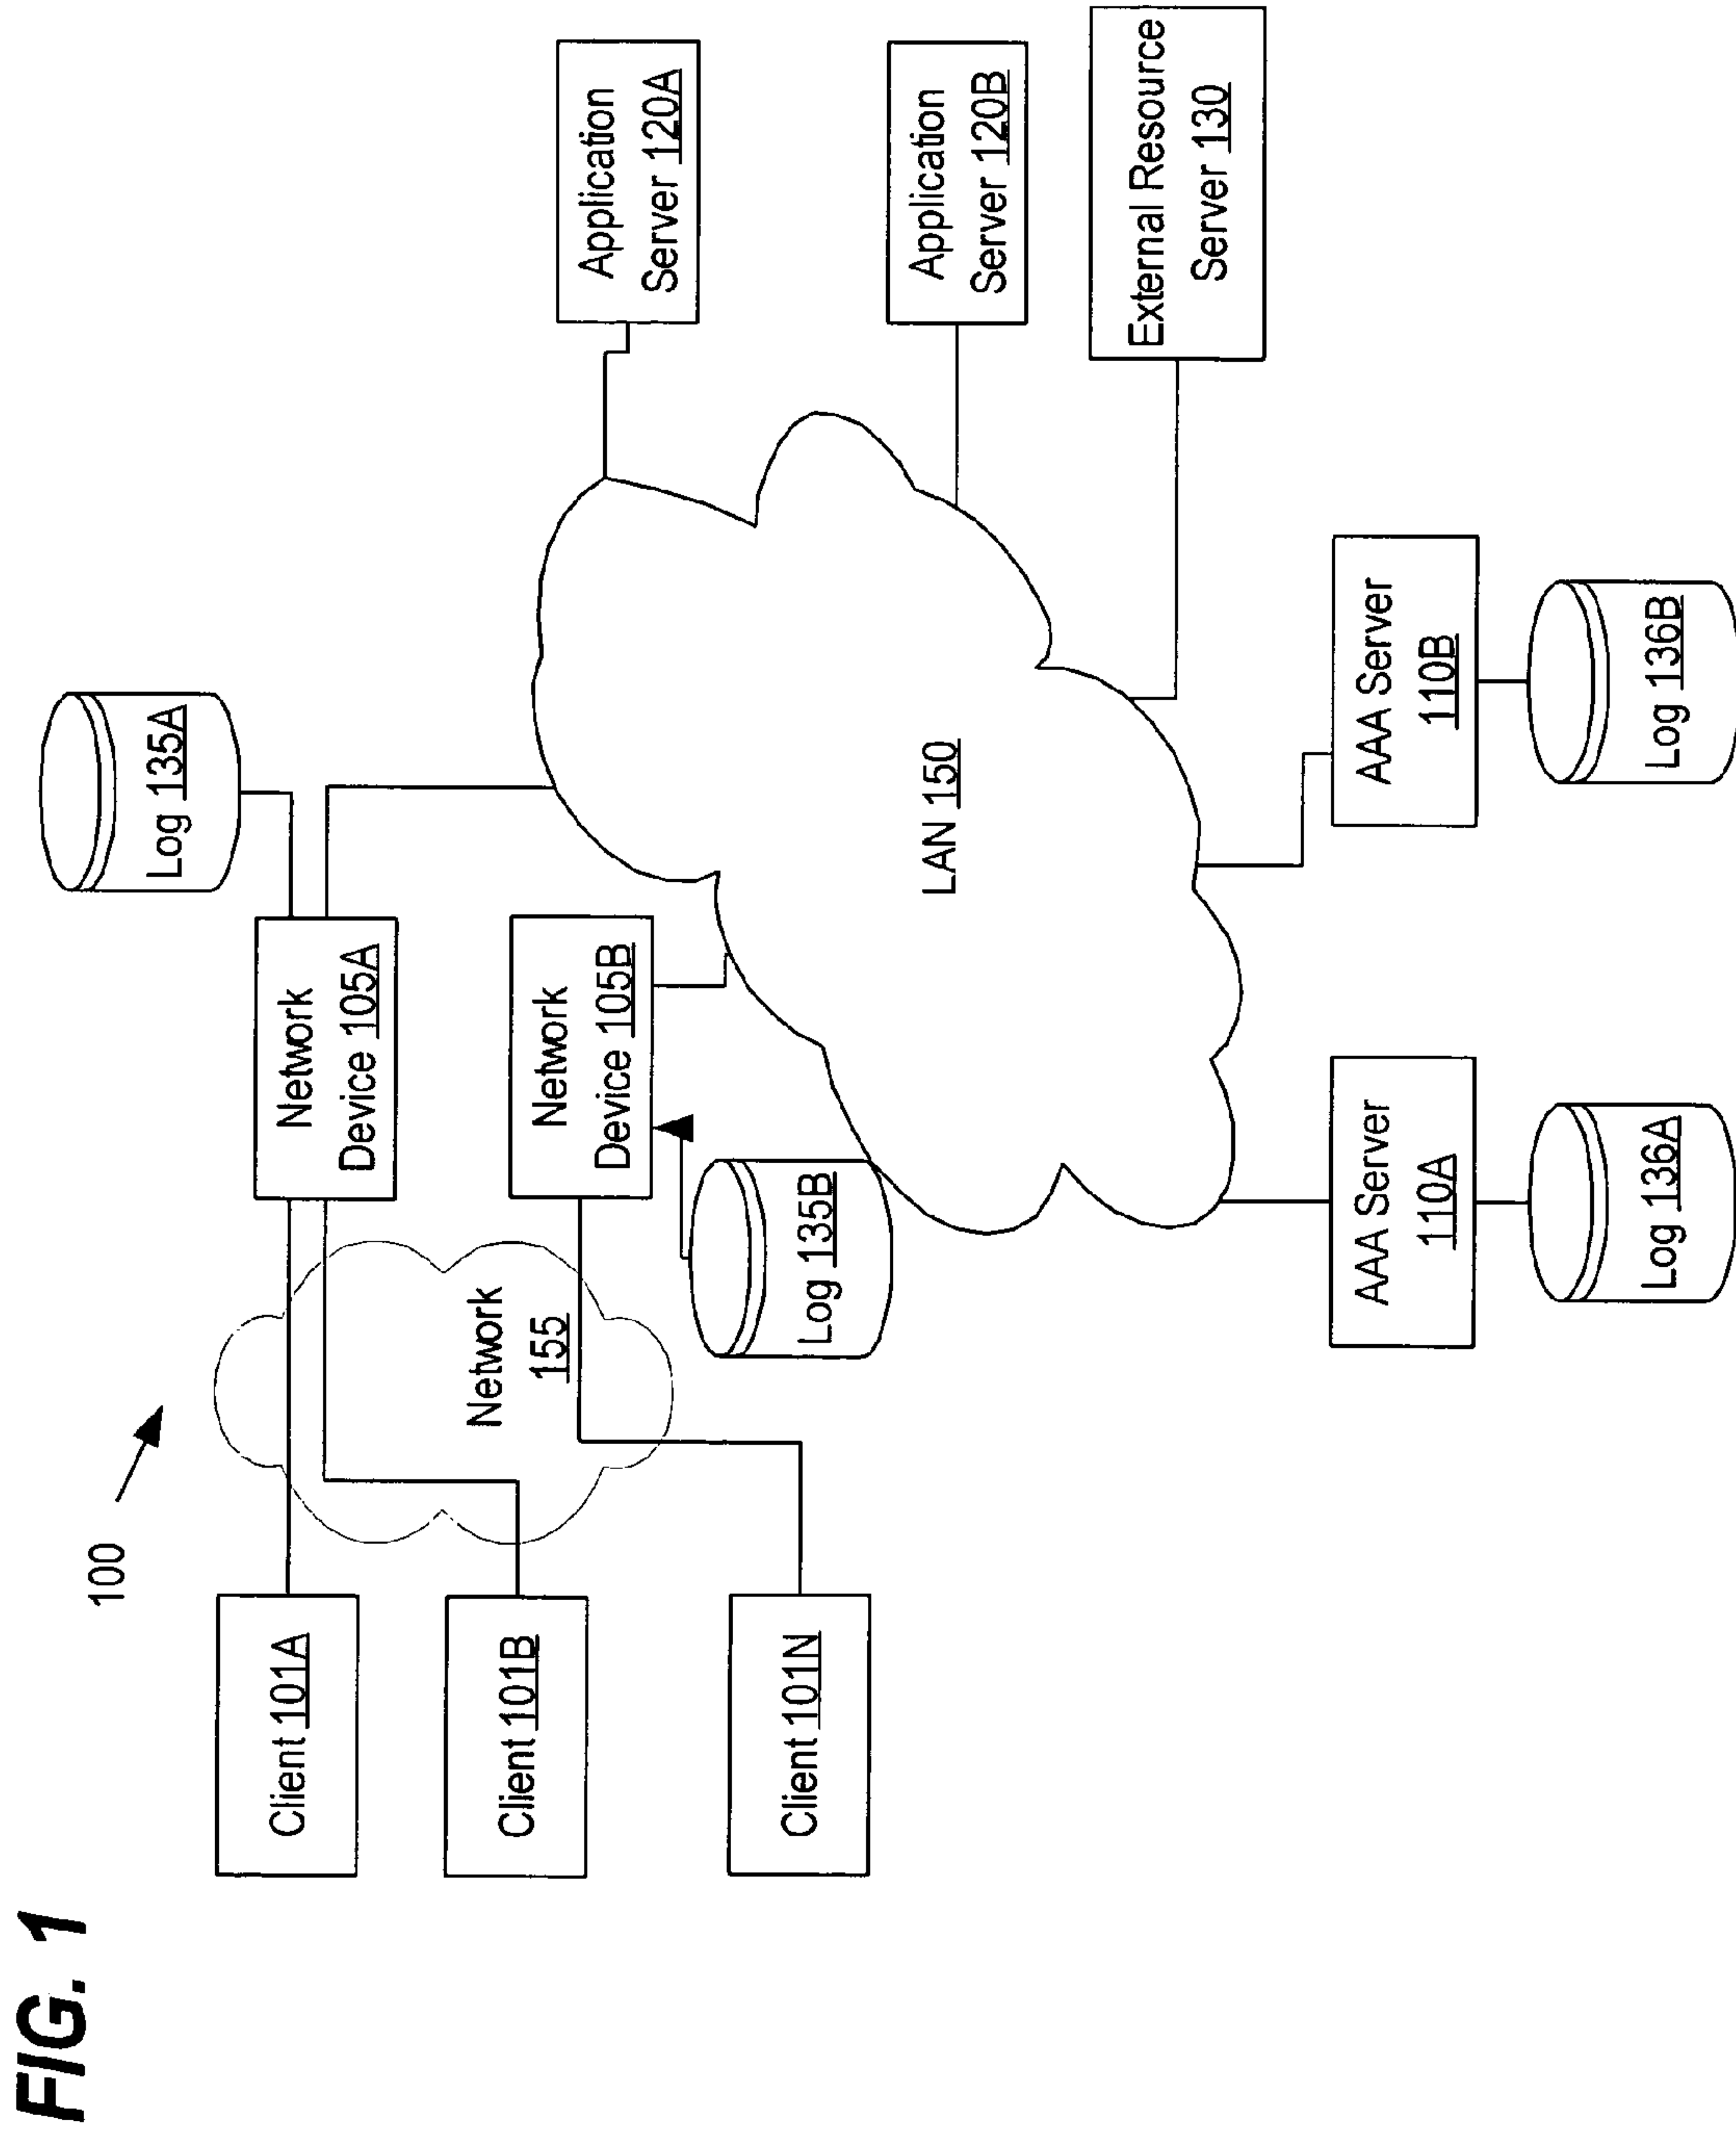 FIG. 1
100
Client 101A
Client 101B
Client 101N
Network
155
Network
Device 105A
Network
Device 105B
Log 135A
Log 135B
LAN 150
Application
Server 120A
Application
Server 120B
External Resource
Server 130
AAA Server
110A
AAA Server
110B
Log 136A
Log 136B